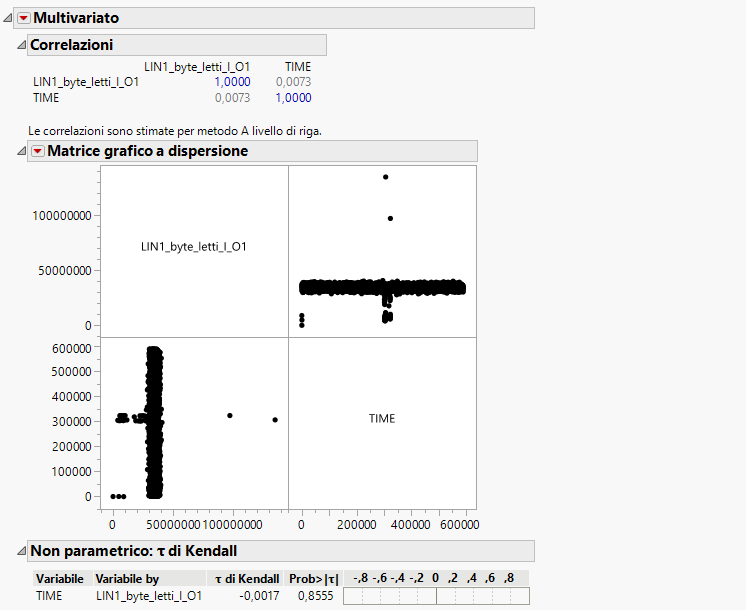 Multivariato
Correlazioni
LIN1_byte_letti_I_O1 TIME
LIN1_byte_letti_I_O1 1,0000 0,0073
TIME 0,0073 1,0000
Le correlazioni sono stimate per metodo A livello di riga.
Matrice grafico a dispersione
100000000
50000000
0
LIN1_byte_letti_I_O1
600000
500000
400000
300000
200000
100000
0
TIME
0 50000000 100000000 0 200000 400000 600000
Non parametrico: τ di Kendall
Variabile Variabile by τ di Kendall Prob>|τ| -,8 -,6 -,4 -,2 0 ,2 ,4 ,6 ,8
TIME LIN1_byte_letti_I_O1 -0,0017 0,8555